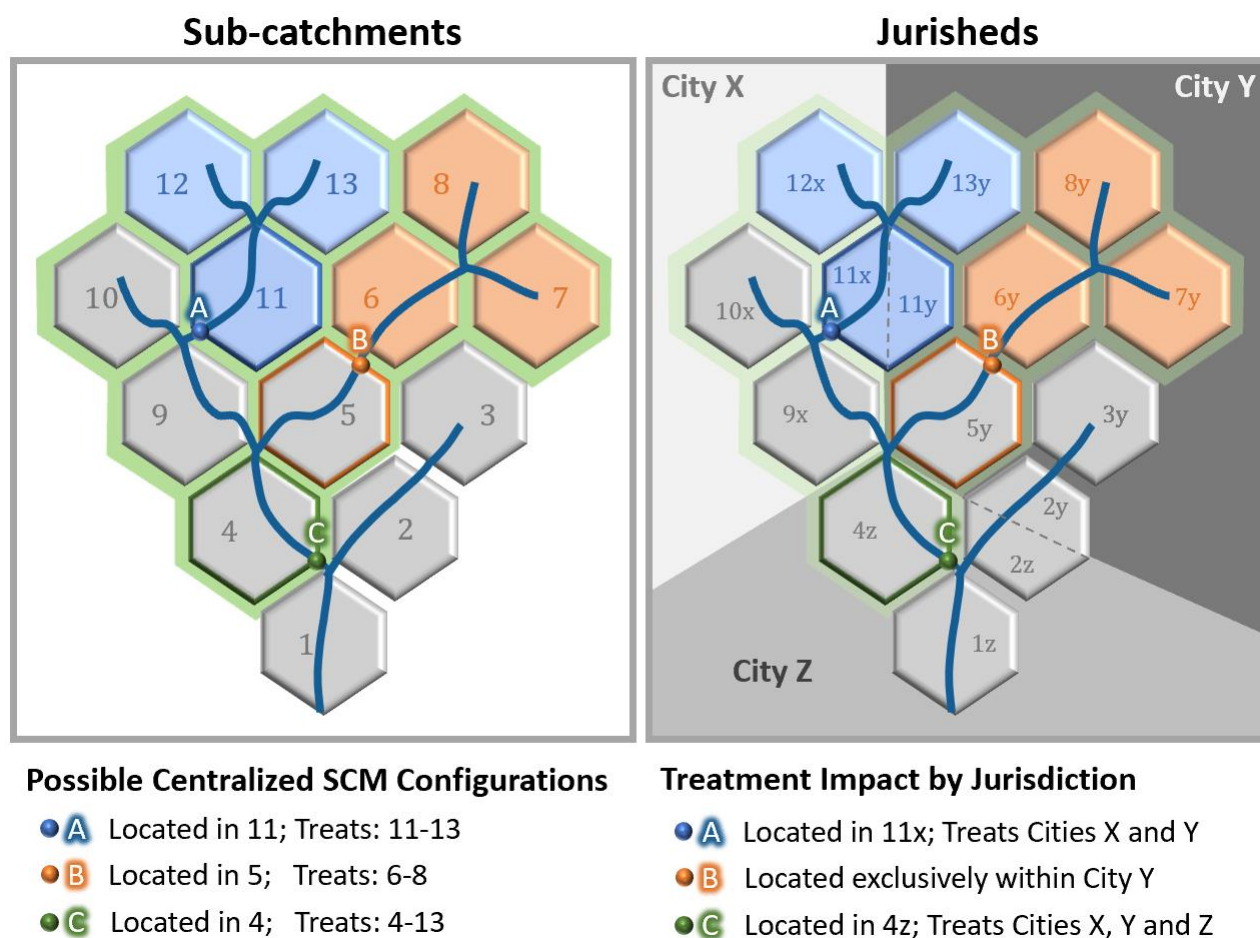 Sub-catchments
12
13
8
10
A
11
6
7
B
9
5
3
4
C
2
1
Jurisheds
City X
City Y
12x
13y
8y
10x
A
11x
11y
6y
7y
B
9x
5y
3y
4z
C
2y
2z
1z
City Z
Possible Centralized SCM Configurations
A Located in 11; Treats: 11-13
B Located in 5; Treats: 6-8
C Located in 4; Treats: 4-13
Treatment Impact by Jurisdiction
A Located in 11x; Treats Cities X and Y
B Located exclusively within City Y
C Located in 4z; Treats Cities X, Y and Z